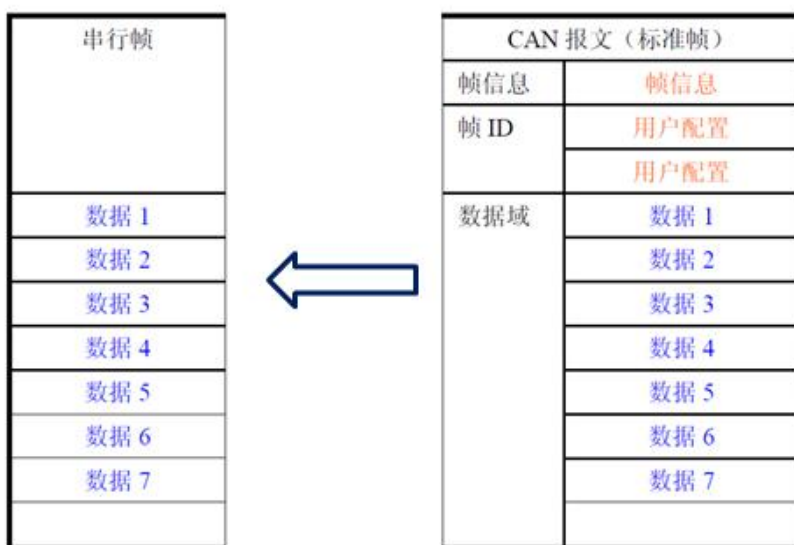 串行帧
数据 1
数据 2
数据 3
数据 4
数据 5
数据 6
数据 7
CAN 报文（标准帧）
帧信息 帧信息
帧 ID 用户配置
用户配置
数据域 数据 1
数据 2
数据 3
数据 4
数据 5
数据 6
数据 7